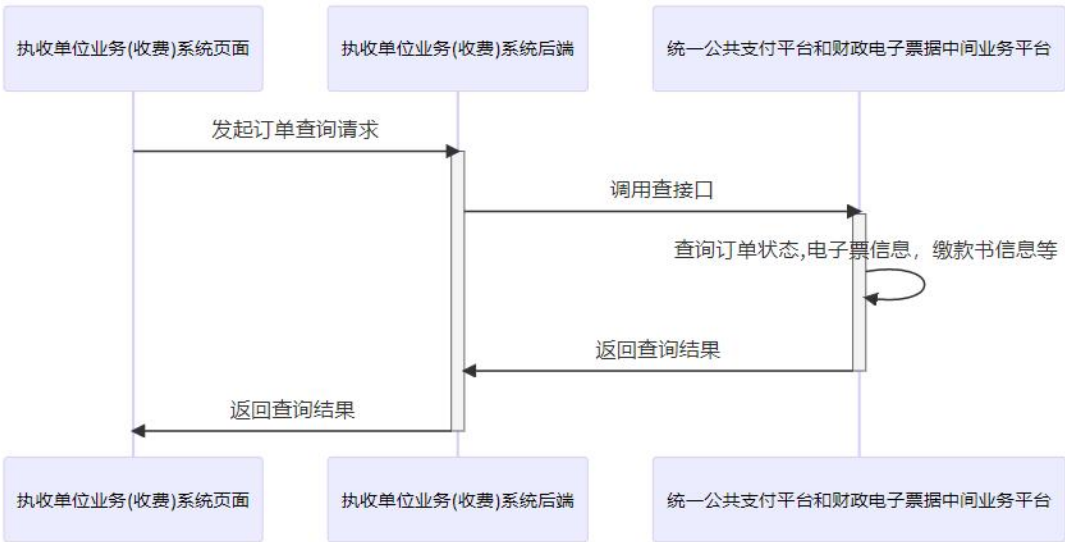 执收单位业务(收费)系统页面
执收单位业务(收费)系统后端
统一公共支付平台和财政电子票据中间业务平台
发起订单查询请求
调用查接口
查询订单状态,电子票信息，缴款书信息等
返回查询结果
返回查询结果
执收单位业务(收费)系统页面
执收单位业务(收费)系统后端
统一公共支付平台和财政电子票据中间业务平台